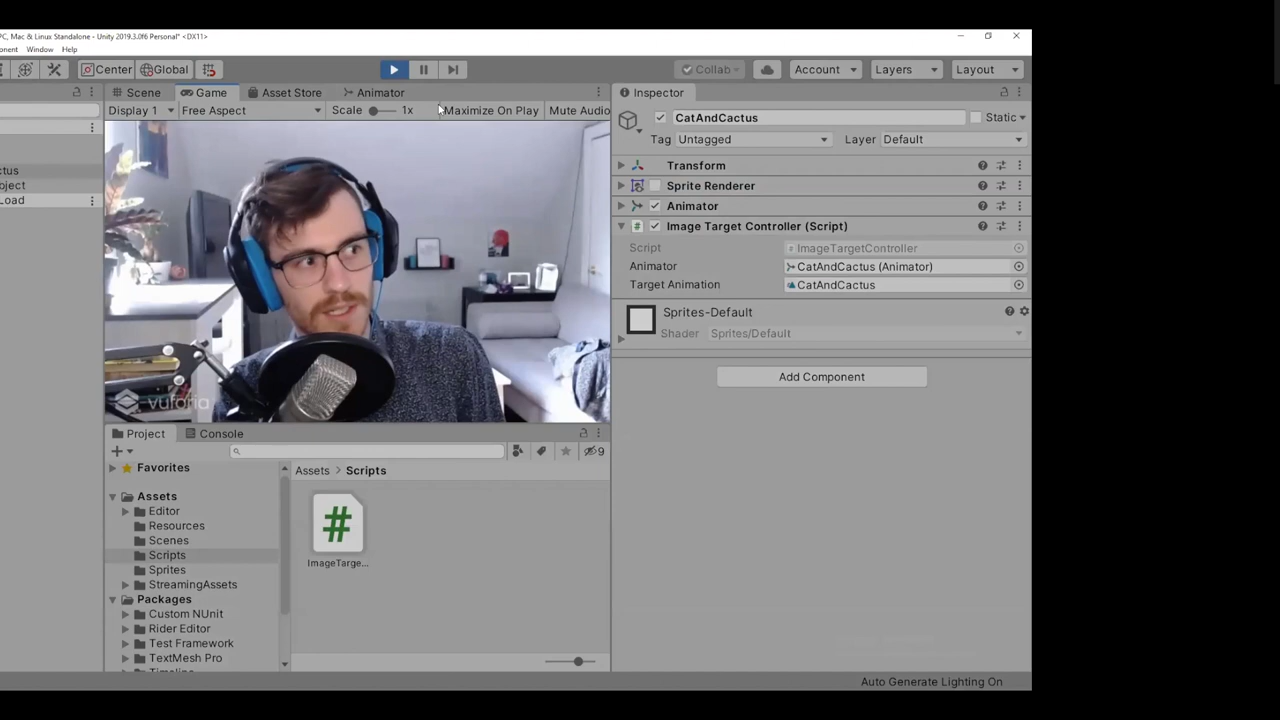 PC, Mac & Linux Standalone - Unity 2019.3.0f6 Personal* <DX11>
onent Window Help
Center Global Collab Account Layers Layout
Scene Game Asset Store Animator
Inspector
Display 1 Free Aspect Scale 1x Maximize On Play Mute Audio
CatAndCactus Static
Tag Untagged Layer Default
Transform
ctus
Sprite Renderer
oject
Load
Animator
Image Target Controller (Script)
Script ImageTargetController
Animator CatAndCactus (Animator)
Target Animation CatAndCactus
Sprites-Default
Shader Sprites/Default
Add Component
vuforia
Project Console
9
Favorites
Assets > Scripts
Assets
Editor
Resources
Scenes
Scripts
Sprites
StreamingAssets
ImageTarge...
Packages
Custom NUnit
Rider Editor
Test Framework
TextMesh Pro
Timeline
Auto Generate Lighting On